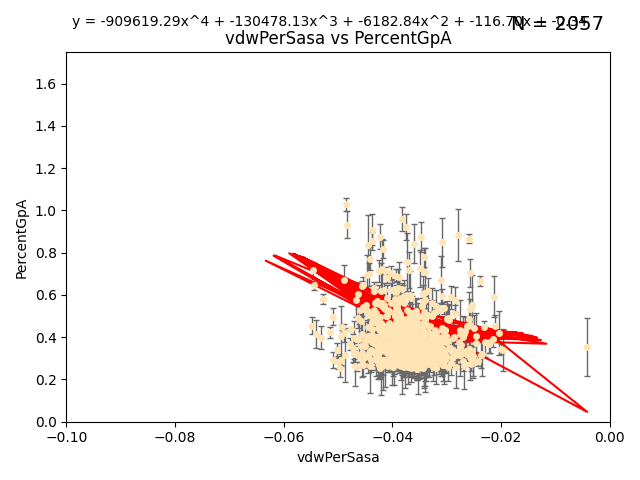 y = -909619.29x^4 + -130478.13x^3 + -6182.84x^2 + -116.70x + -0.34
N = 2057
vdwPerSasa vs PercentGpA
1.6
1.4
1.2
1.0
0.8
0.6
0.4
0.2
0.0
PercentGpA
−0.10 −0.08 −0.06 −0.04 −0.02 0.00
vdwPerSasa